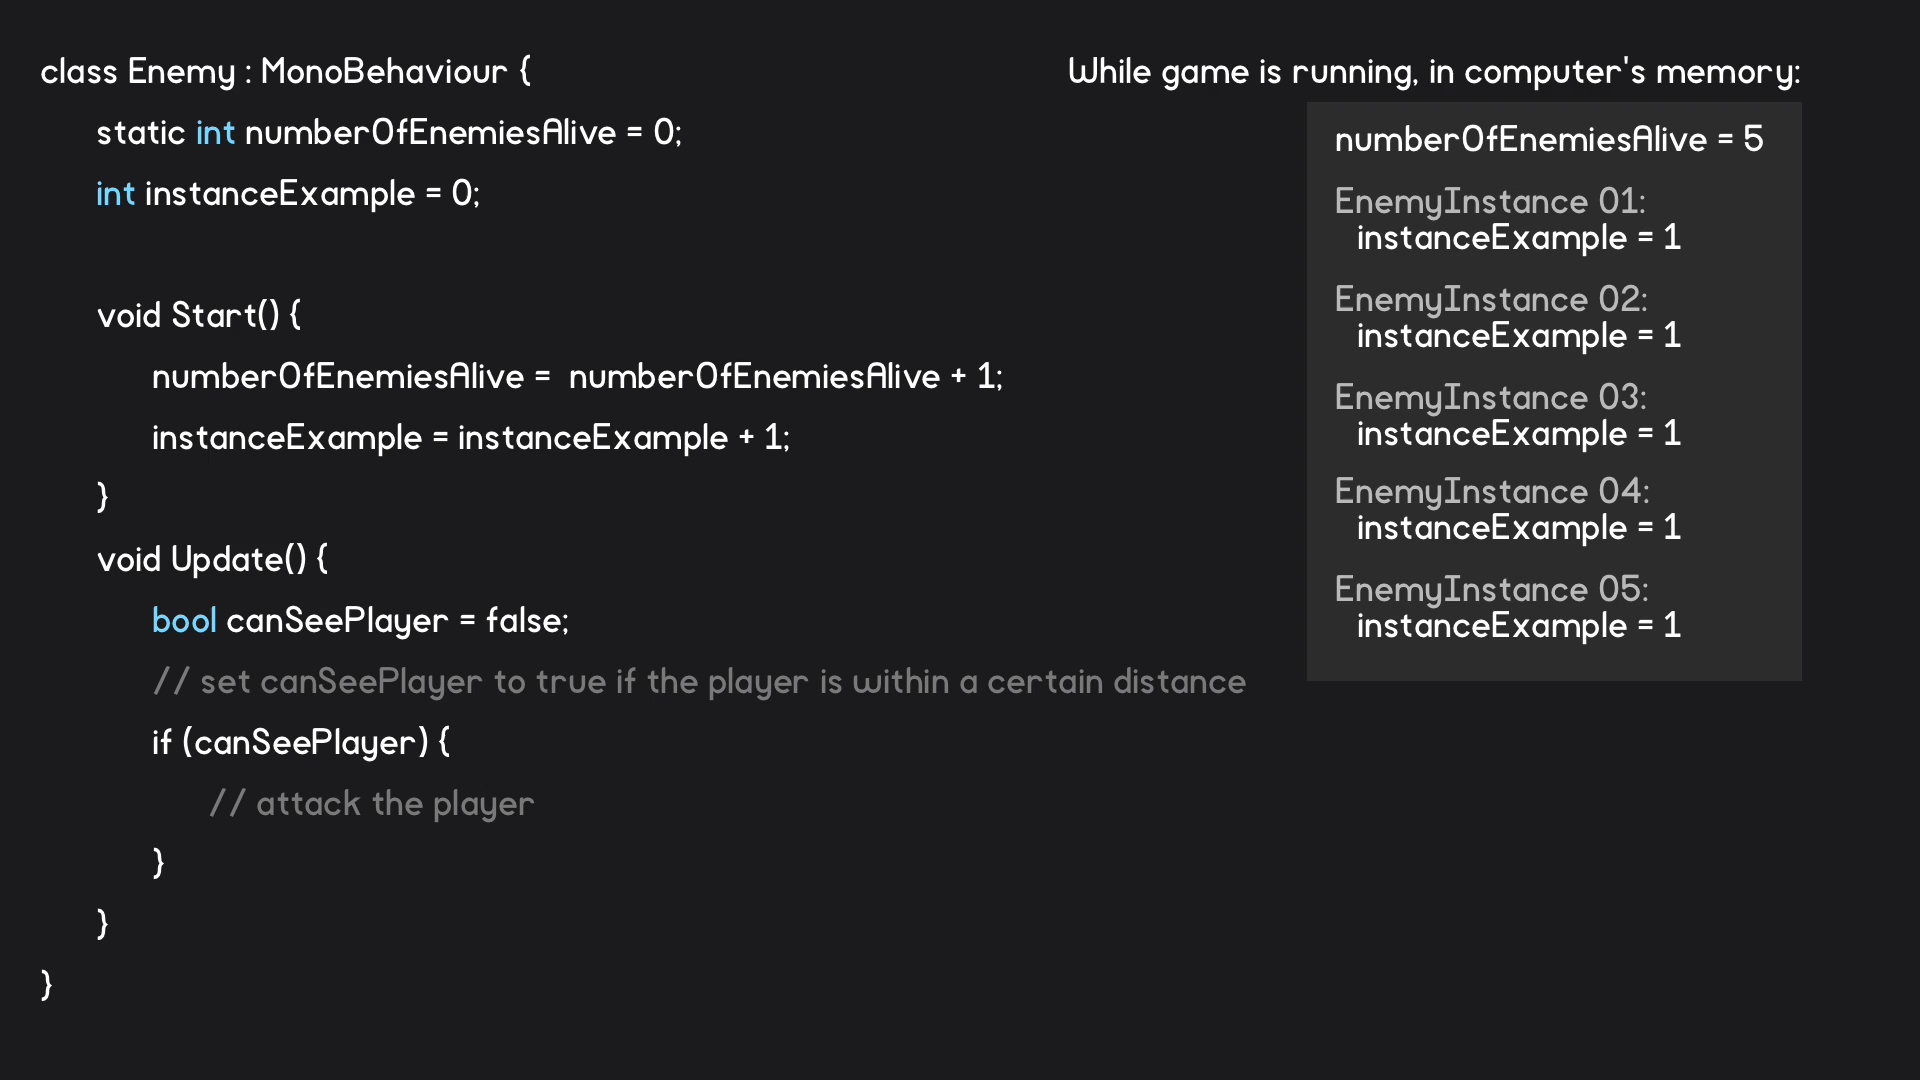 class Enemy : MonoBehaviour {
static int numberOfEnemiesAlive = 0;
int instanceExample = 0;
void Start() {
numberOfEnemiesAlive =  numberOfEnemiesAlive + 1;
instanceExample = instanceExample + 1;
}
void Update() {
bool canSeePlayer = false;
// set canSeePlayer to true if the player is within a certain distance
if (canSeePlayer) {
// attack the player
}
}
}
While game is running, in computer's memory:
numberOfEnemiesAlive = 5
EnemyInstance 01:
instanceExample = 1
EnemyInstance 02:
instanceExample = 1
EnemyInstance 03:
instanceExample = 1
EnemyInstance 04:
instanceExample = 1
EnemyInstance 05:
instanceExample = 1